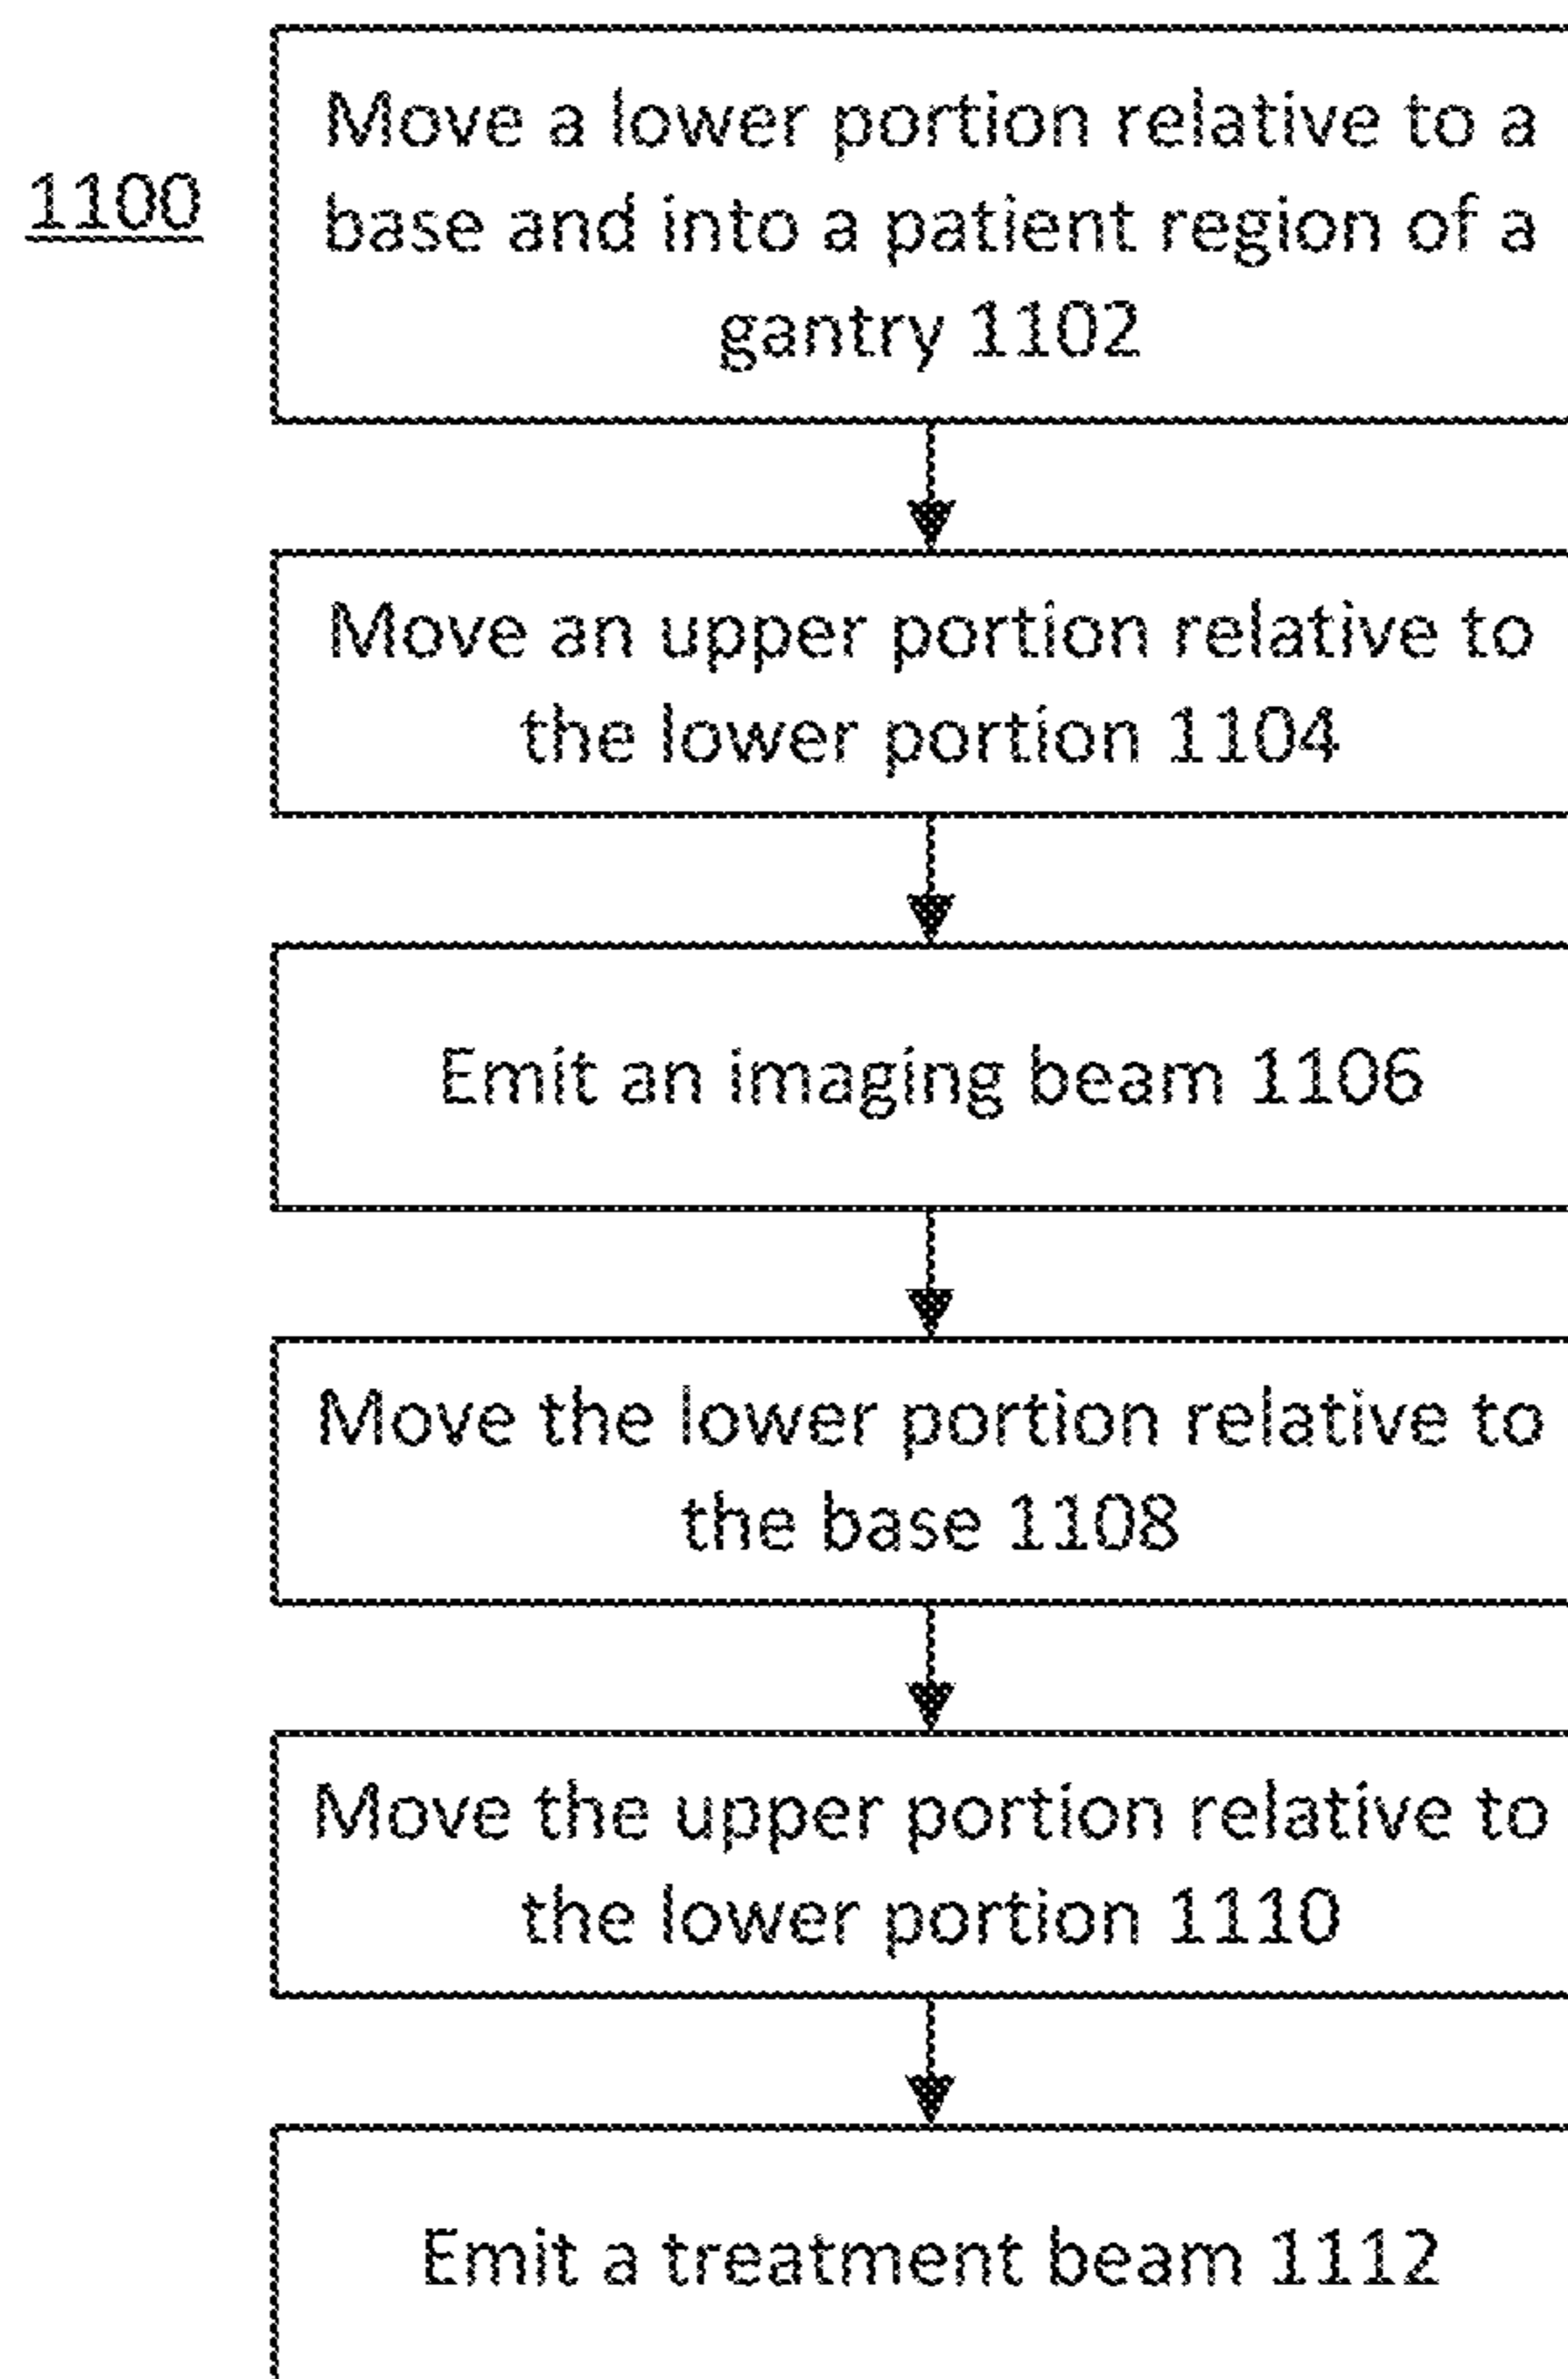 1100
Move a lower portion relative to a
base and into a patient region of a
gantry 1102
Move an upper portion relative to
the lower portion 1104
Emit an imaging beam 1106
Move the lower portion relative to
the base 1108
Move the upper portion relative to
the lower portion 1110
Emit a treatment beam 1112